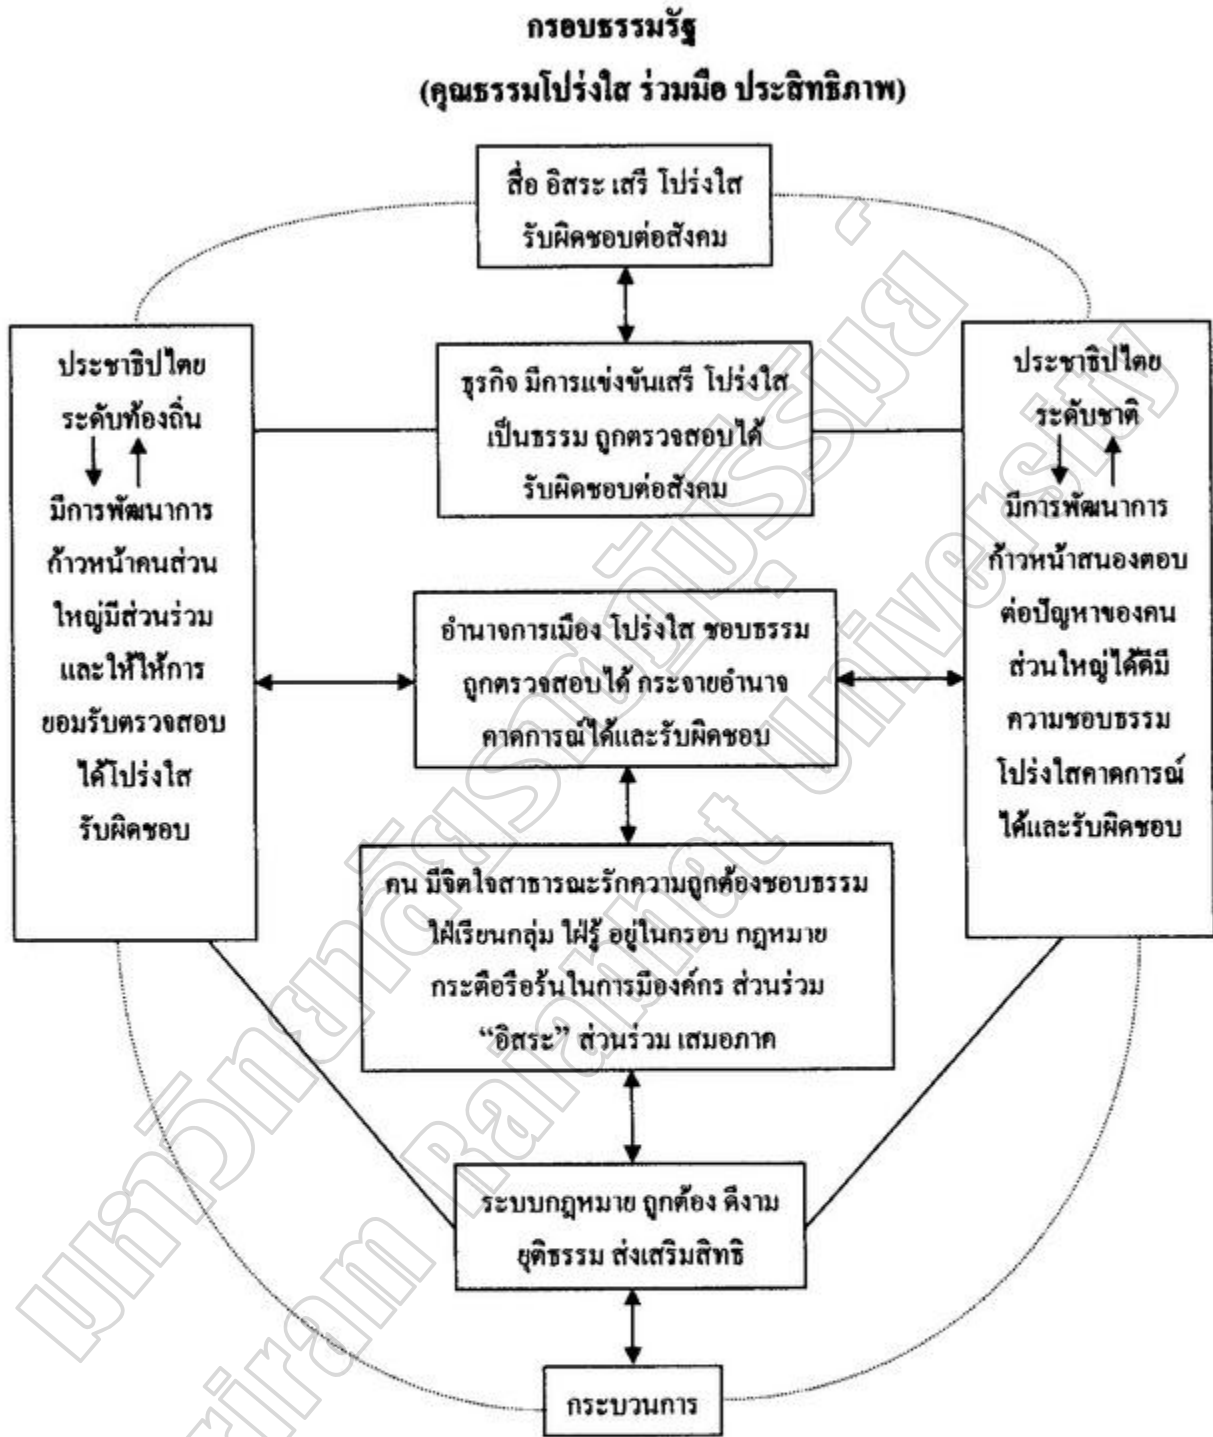 กรอบธรรมรัฐ
(คุณธรรมโปร่งใส ร่วมมือ ประสิทธิภาพ)
สื่อ อิสระ เสรี โปร่งใส
รับผิดชอบต่อสังคม
ประชาธิปไตย
ระดับท้องถิ่น
มีการพัฒนาการ
ก้าวหน้าคนส่วน
ใหญ่มีส่วนร่วม
และให้ให้การ
ยอมรับตรวจสอบ
ได้โปร่งใส
รับผิดชอบ
ธุรกิจ มีการแข่งขันเสรี โปร่งใส
เป็นธรรม ถูกตรวจสอบได้
รับผิดชอบต่อสังคม
ประชาธิปไตย
ระดับชาติ
มีการพัฒนาการ
ก้าวหน้าสนองตอบ
ต่อปัญหาของคน
ส่วนใหญ่ได้ดีมี
ความชอบธรรม
โปร่งใสคาดการณ์
ได้และรับผิดชอบ
อำนาจการเมือง โปร่งใส ชอบธรรม
ถูกตรวจสอบได้ กระจายอำนาจ
คาดการณ์ได้และรับผิดชอบ
คน มีจิตใจสาธารณะรักความถูกต้องชอบธรรม
ใฝ่เรียนกลุ่ม ใฝ่รู้ อยู่ในกรอบ กฎหมาย
กระตือรือร้นในการมีองค์กร ส่วนร่วม
“อิสระ” ส่วนร่วม เสมอภาค
ระบบกฎหมาย ถูกต้อง ดีงาม
ยุติธรรม ส่งเสริมสิทธิ
กระบวนการ
มหาวิทยาลัยราชภัฏบุรีรัมย์
Rajabhat University